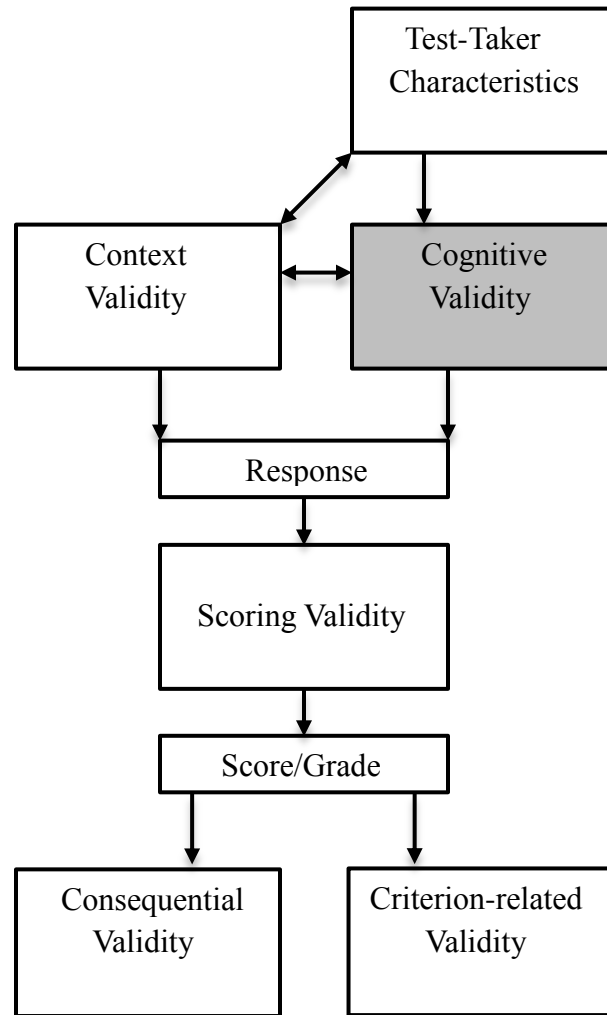 Test-Taker
Characteristics
Context
Validity
Cognitive
Validity
Response
Scoring Validity
Score/Grade
Consequential
Validity
Criterion-related
Validity